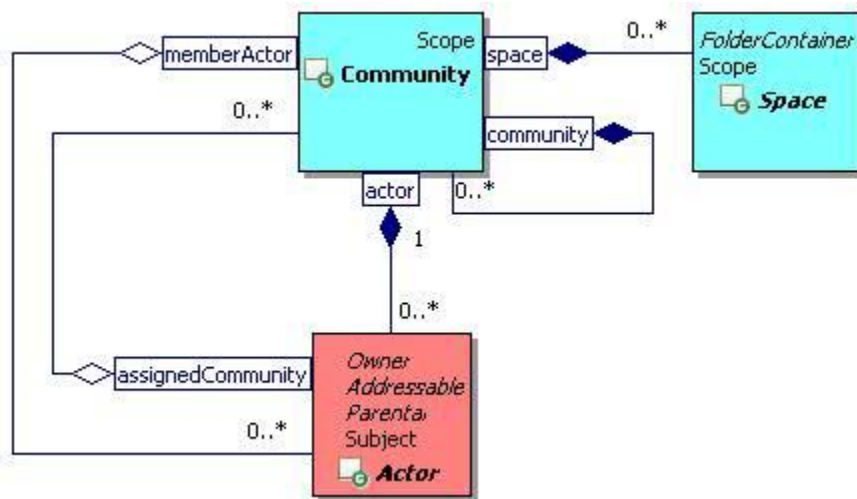 memberActor
Scope
Community
space
0..*
FolderContainer
Scope
Space
0..*
community
0..*
actor
1
0..*
assignedCommunity
Owner
Addressable
Parental
Subject
Actor
0..*